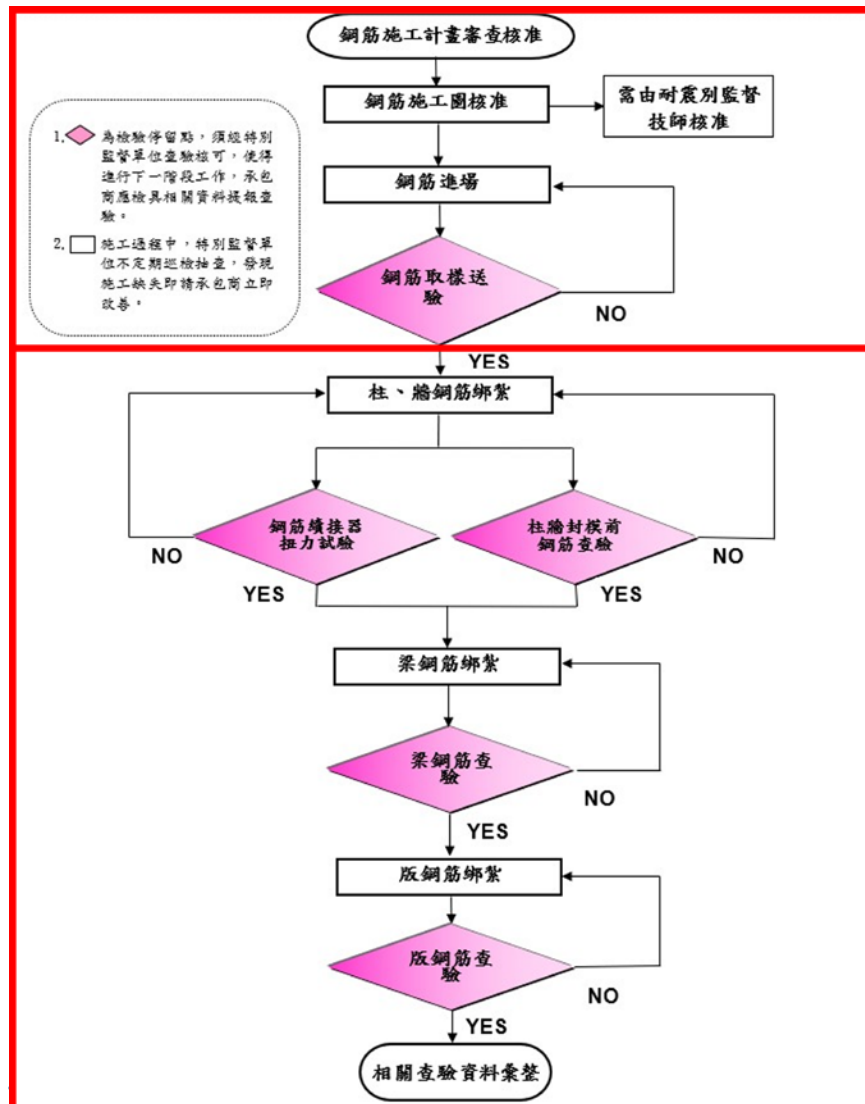 鋼筋施工計畫審查核准
鋼筋施工圖核准
需由耐震別監督
技師核准
1. 為檢驗停留點，須經特別
監督單位查驗核可，使得
進行下一階段工作，承包
商應檢具相關資料提報查
驗。
2. 施工過程中，特別監督單
位不定期巡檢抽查，發現
施工缺失即請承包商立即
改善。
鋼筋進場
鋼筋取樣送
驗
NO
YES
柱、牆鋼筋綁紮
鋼筋續接器
扭力試驗
NO
YES
柱牆封模前
鋼筋查驗
NO
YES
梁鋼筋綁紮
梁鋼筋查
驗
NO
YES
版鋼筋綁紮
版鋼筋查
驗
NO
YES
相關查驗資料彙整